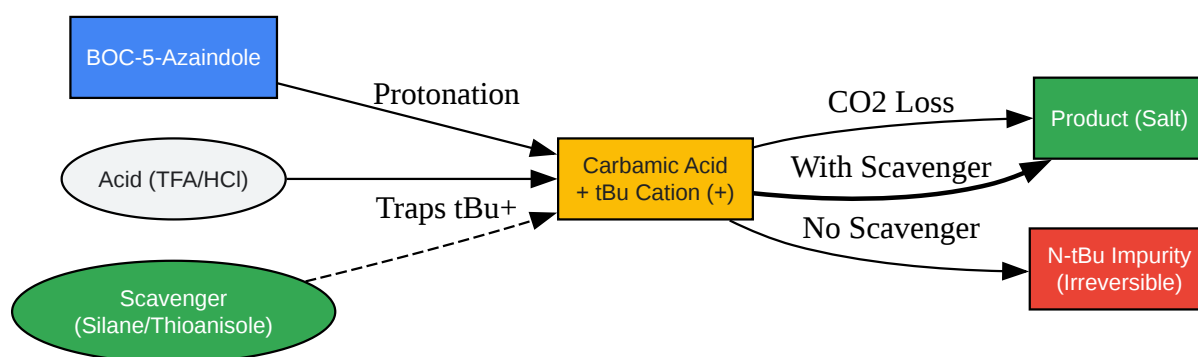 BOC-5-Azaindole
Protonation
Acid (TFA/HCl)
Traps tBu+
Scavenger
(Silane/Thioanisole)
Carbamic Acid
+ tBu Cation (+)
CO2 Loss
With Scavenger
No Scavenger
Product (Salt)
N-tBu Impurity
(Irreversible)